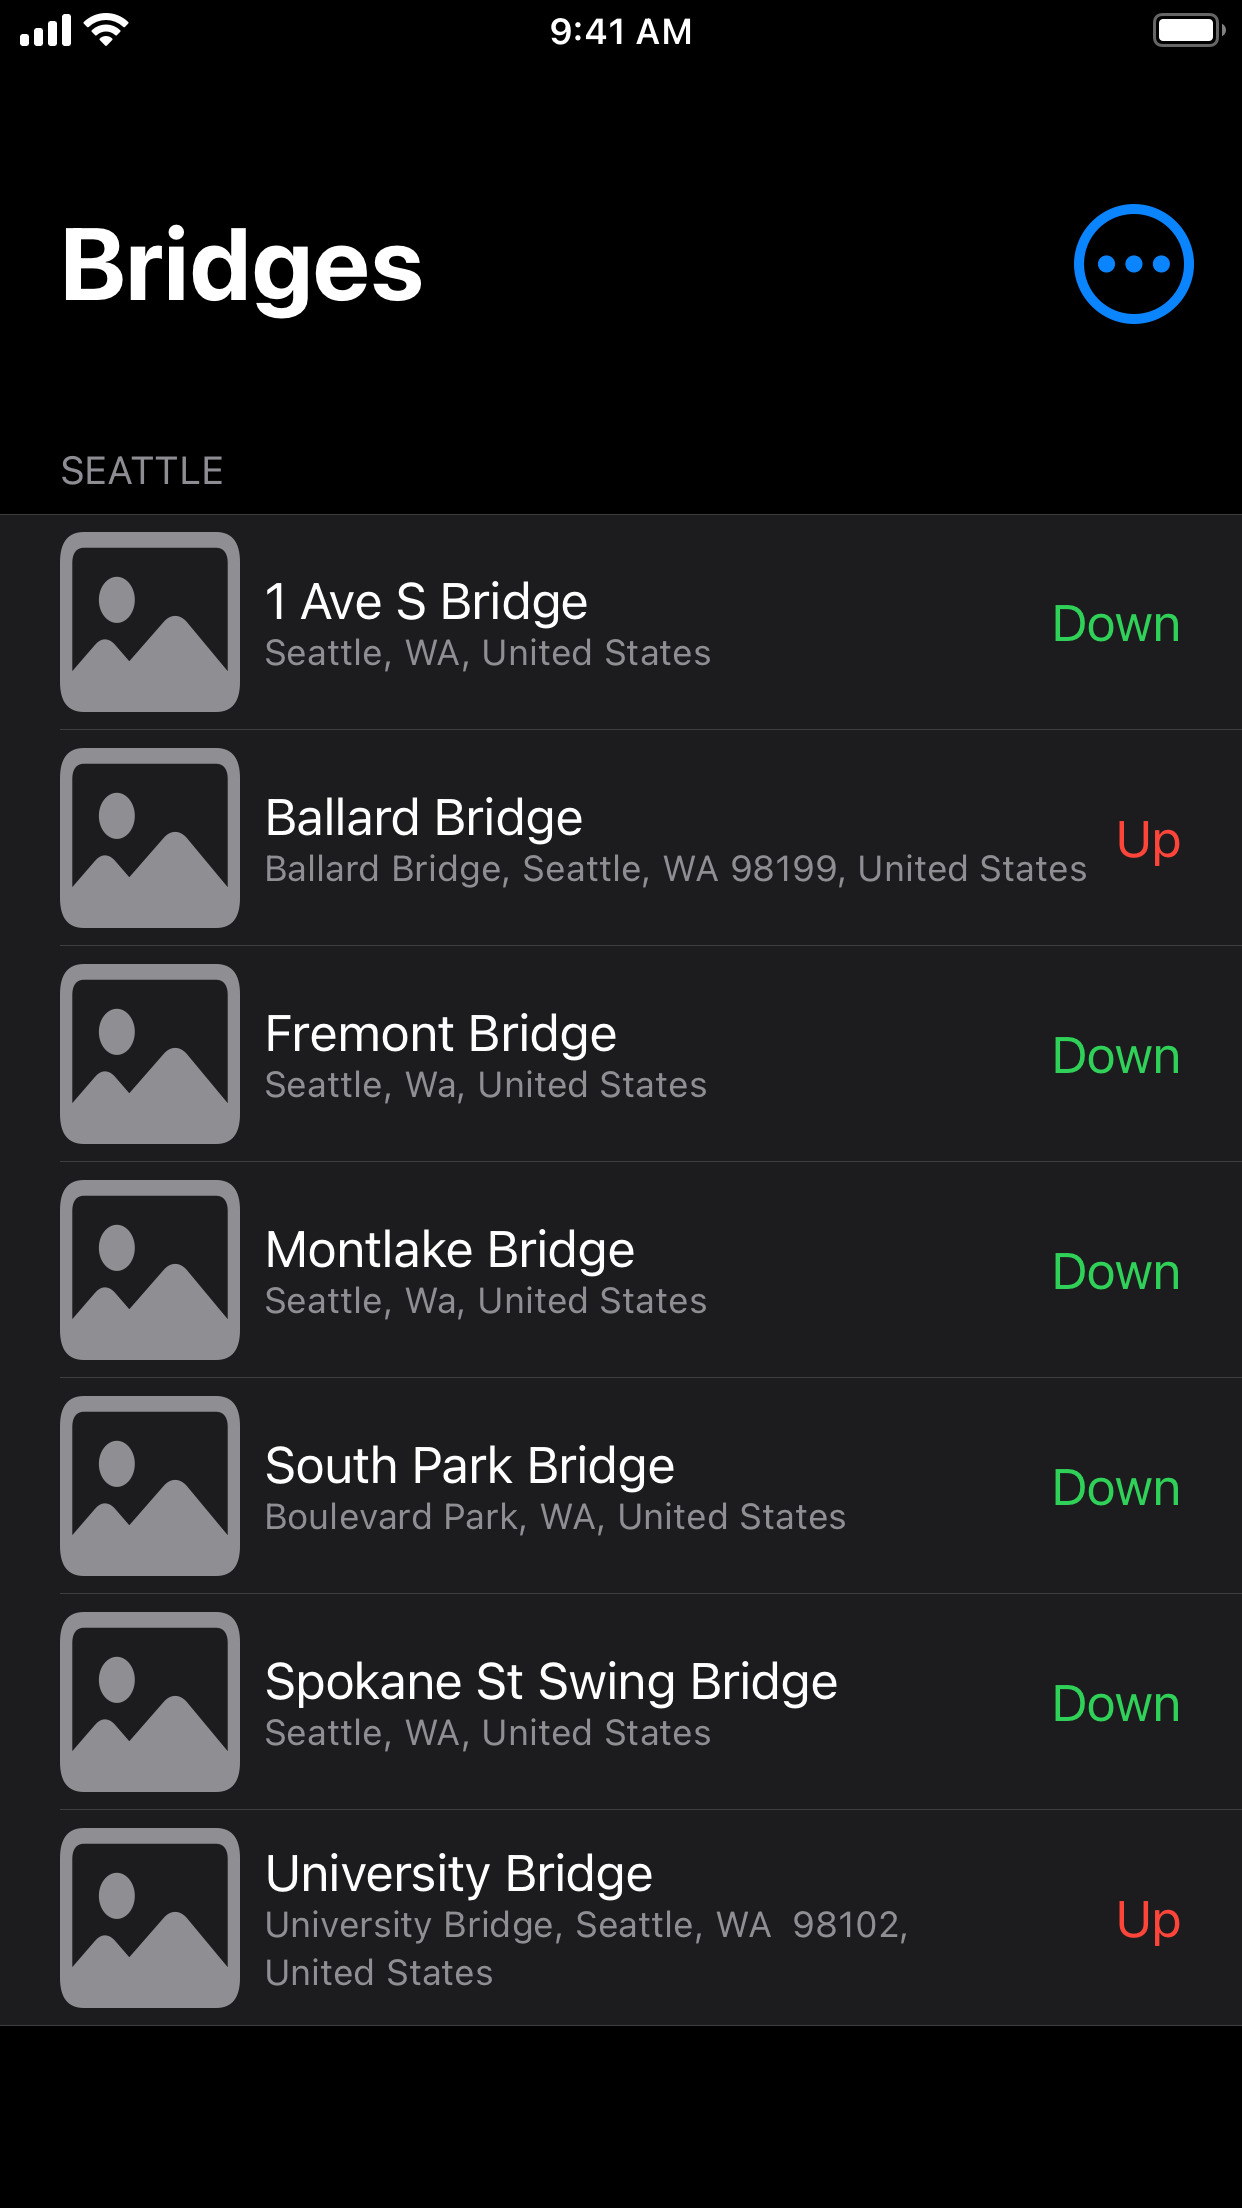 9:41 AM
Bridges
SEATTLE
1 Ave S Bridge
Seattle, WA, United States
Down
Ballard Bridge
Ballard Bridge, Seattle, WA 98199, United States
Up
Fremont Bridge
Seattle, Wa, United States
Down
Montlake Bridge
Seattle, Wa, United States
Down
South Park Bridge
Boulevard Park, WA, United States
Down
Spokane St Swing Bridge
Seattle, WA, United States
Down
University Bridge
University Bridge, Seattle, WA  98102,
United States
Up